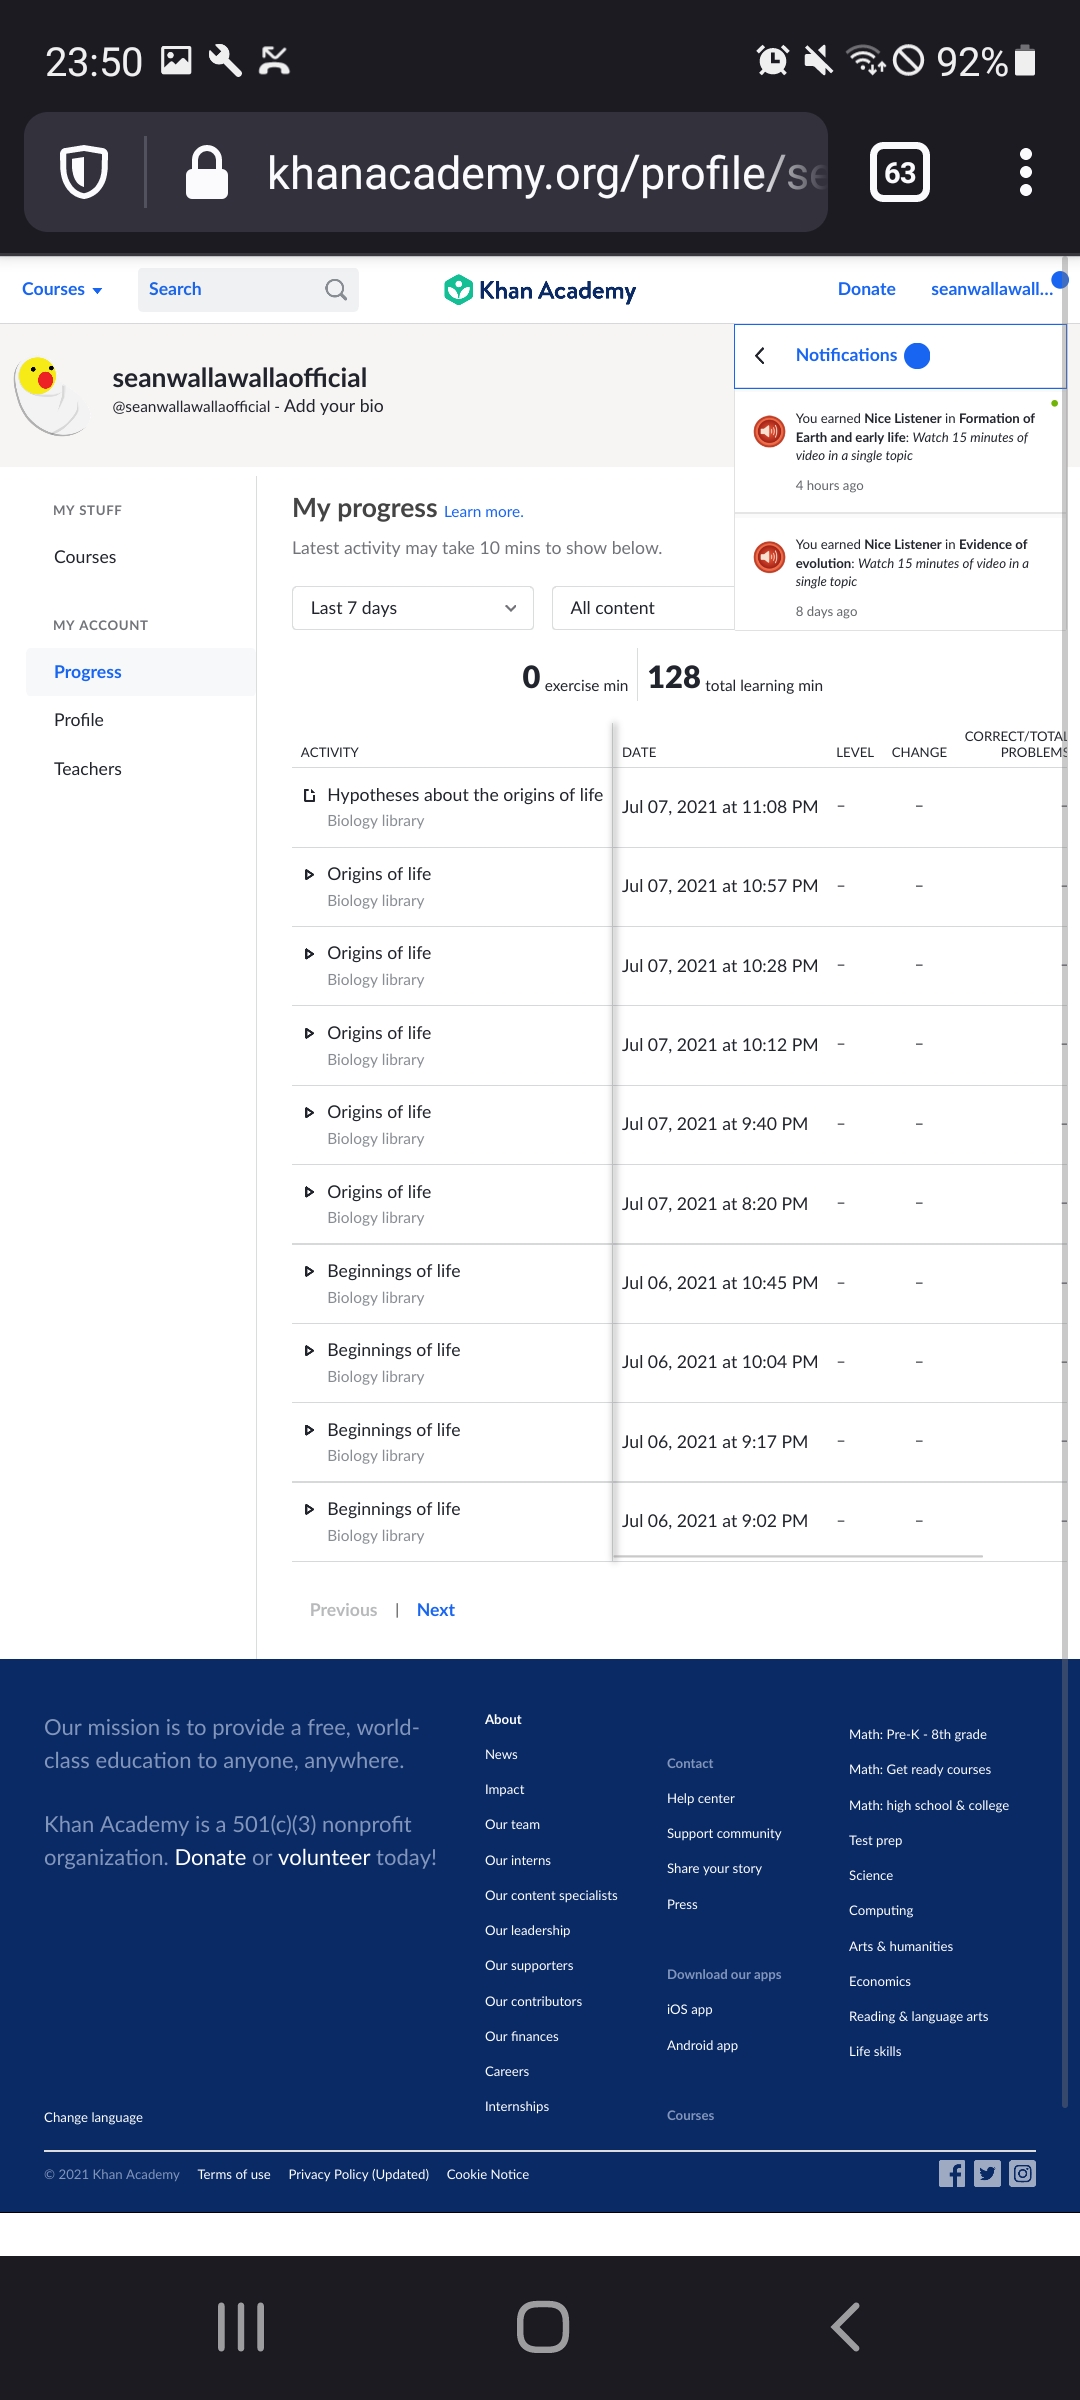 23:50
92%
khanacademy.org/profile/se
63
Courses
Search
Khan Academy
Donate
seanwallawall...
seanwallawallaofficial
@seanwallawallaofficial - Add your bio
Notifications
You earned Nice Listener in Formation of
Earth and early life: Watch 15 minutes of
video in a single topic
4 hours ago
You earned Nice Listener in Evidence of
evolution: Watch 15 minutes of video in a
single topic
8 days ago
MY STUFF
Courses
MY ACCOUNT
Progress
Profile
Teachers
My progress Learn more.
Latest activity may take 10 mins to show below.
Last 7 days
All content
0 exercise min
128 total learning min
ACTIVITY
DATE
LEVEL
CHANGE
CORRECT/TOTAL
PROBLEMS
Hypotheses about the origins of life
Biology library
Jul 07, 2021 at 11:08 PM – – –
Origins of life
Biology library
Jul 07, 2021 at 10:57 PM – – –
Origins of life
Biology library
Jul 07, 2021 at 10:28 PM – – –
Origins of life
Biology library
Jul 07, 2021 at 10:12 PM – – –
Origins of life
Biology library
Jul 07, 2021 at 9:40 PM – – –
Origins of life
Biology library
Jul 07, 2021 at 8:20 PM – – –
Beginnings of life
Biology library
Jul 06, 2021 at 10:45 PM – – –
Beginnings of life
Biology library
Jul 06, 2021 at 10:04 PM – – –
Beginnings of life
Biology library
Jul 06, 2021 at 9:17 PM – – –
Beginnings of life
Biology library
Jul 06, 2021 at 9:02 PM – – –
Previous | Next
Our mission is to provide a free, world-
class education to anyone, anywhere.
Khan Academy is a 501(c)(3) nonprofit
organization. Donate or volunteer today!
Change language
About
News
Impact
Our team
Our interns
Our content specialists
Our leadership
Our supporters
Our contributors
Our finances
Careers
Internships
Contact
Help center
Support community
Share your story
Press
Download our apps
iOS app
Android app
Courses
Math: Pre-K - 8th grade
Math: Get ready courses
Math: high school & college
Test prep
Science
Computing
Arts & humanities
Economics
Reading & language arts
Life skills
© 2021 Khan Academy
Terms of use
Privacy Policy (Updated)
Cookie Notice